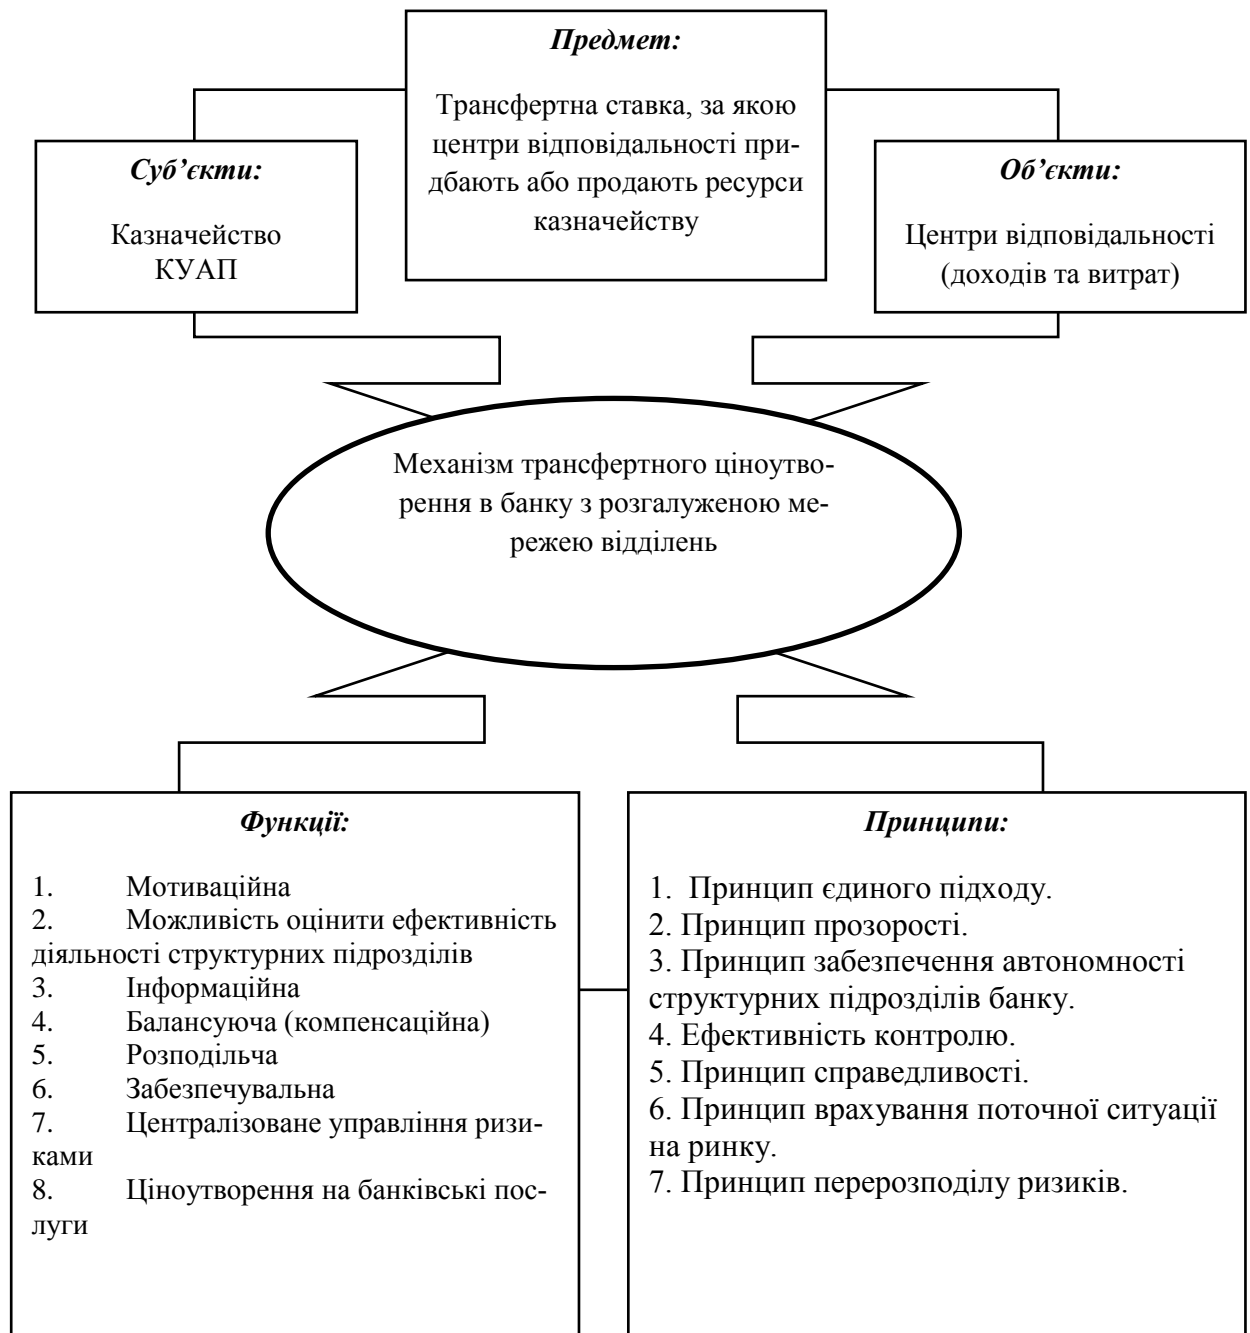 Предмет:
Трансфертна ставка, за якою
центри відповідальності при-
дбають або продають ресурси
казначейству
Суб’єкти:
Казначейство
КУАП
Об’єкти:
Центри відповідальності
(доходів та витрат)
Механізм трансфертного ціноутво-
рення в банку з розгалуженою ме-
режею відділень
Функції:
1. Мотиваційна
2. Можливість оцінити ефективність
діяльності структурних підрозділів
3. Інформаційна
4. Балансуюча (компенсаційна)
5. Розподільча
6. Забезпечувальна
7. Централізоване управління ризи-
ками
8. Ціноутворення на банківські пос-
луги
Принципи:
1. Принцип єдиного підходу.
2. Принцип прозорості.
3. Принцип забезпечення автономності
структурних підрозділів банку.
4. Ефективність контролю.
5. Принцип справедливості.
6. Принцип врахування поточної ситуації
на ринку.
7. Принцип перерозподілу ризиків.